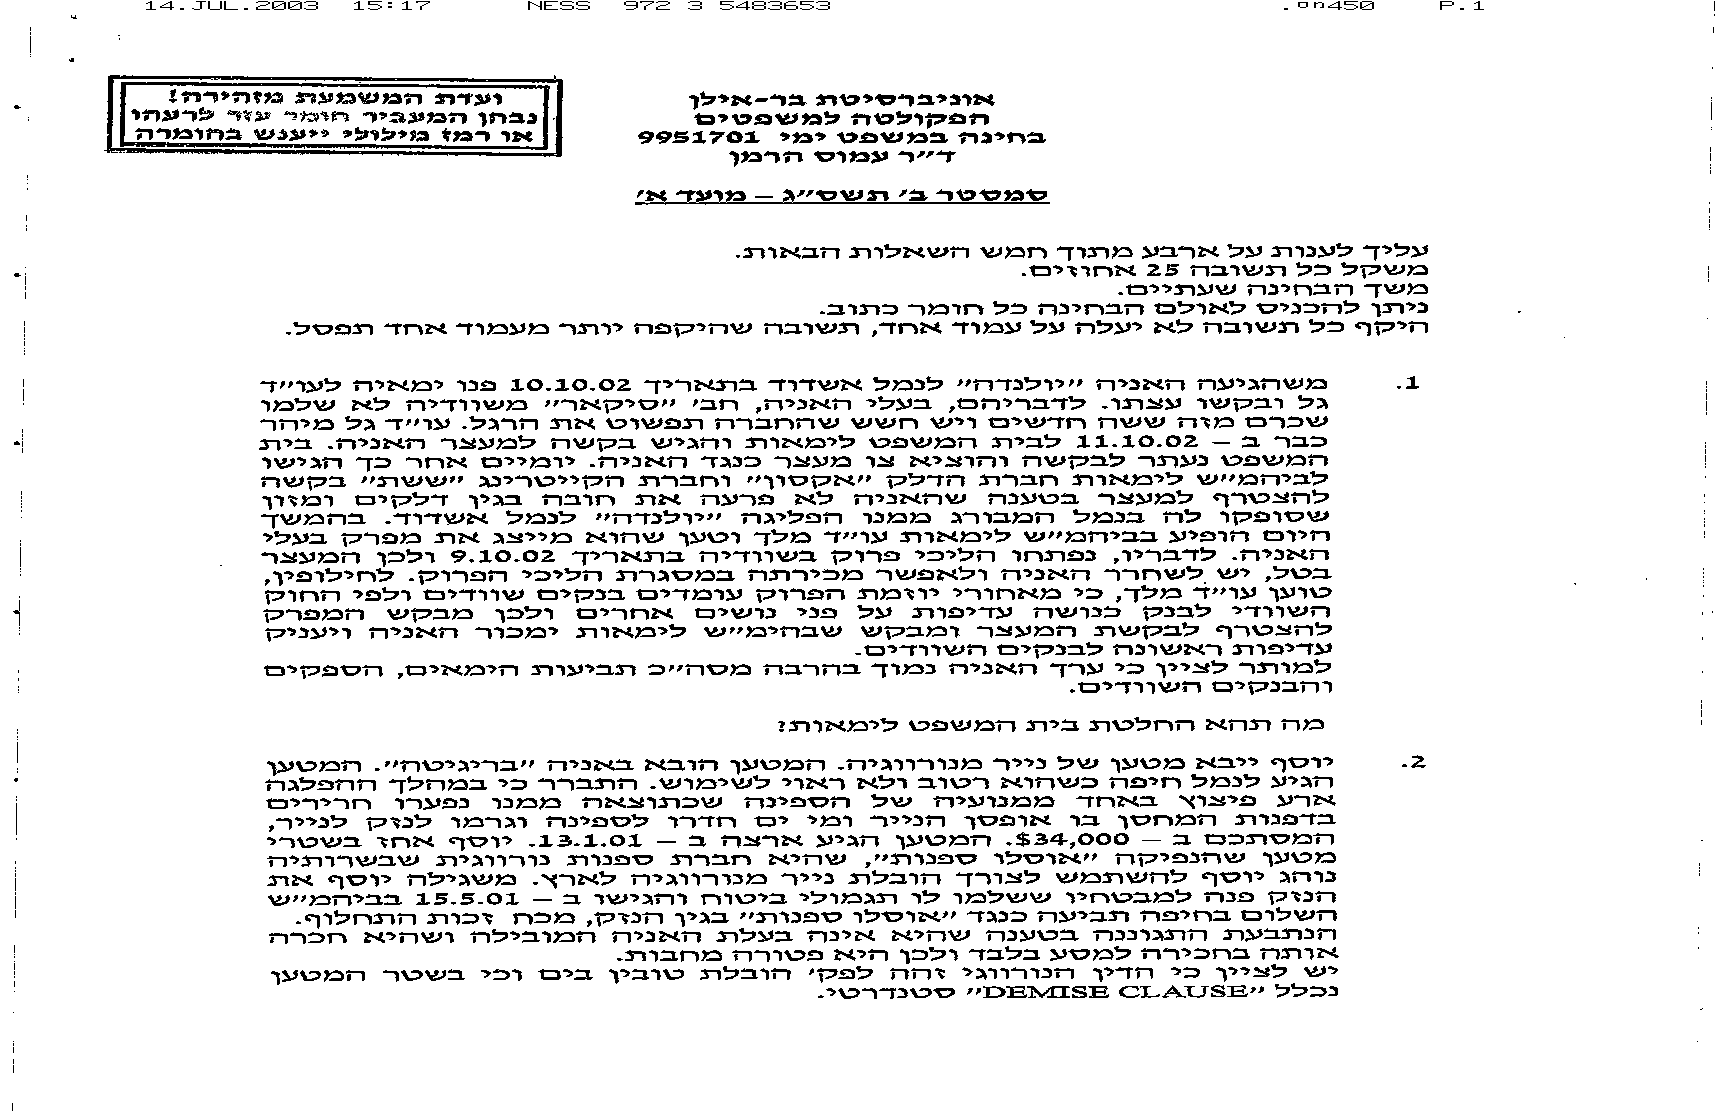 14.JUL.2003 15:17 NESS 972 3 5483653 P.1
ועדת המשמעת מזהירה!
נבחן המעביר חומר עזר לרעהו
או רמז מילולי ייענש בחומרה
אוניברסיטת בר-אילן
הפקולטה למשפטים
בחינה במשפט ימי 9951701
ד״ר עמוס הרמן
סמסטר ב׳ תשס״ג – מועד א׳
עליך לענות על ארבע מתוך חמש השאלות הבאות.
משקל כל תשובה 25 אחוזים.
משך הבחינה שעתיים.
ניתן להכניס לאולם הבחינה כל חומר כתוב.
היקף כל תשובה לא יעלה על עמוד אחד, תשובה שהיקפה יותר מעמוד אחד תפסל.
1. משהגיעה האניה ״יולנדה״ לנמל אשדוד בתאריך 10.10.02 פנו ימאיה לעו״ד
גל ובקשו עצתו. לדבריהם, בעלי האניה, חב׳ ״סיקאר״ משוודיה לא שלמו
שכרם מזה ששה חדשים ויש חשש שהחברה תפשוט את הרגל. עו״ד גל מיהר
כבר ב – 11.10.02 לבית המשפט לימאות והגיש בקשה למעצר האניה. בית
המשפט נעתר לבקשה והוציא צו מעצר כנגד האניה. יומיים אחר כך הגישו
לביהמ״ש לימאות חברת הדלק ״אקסון״ וחברת הקייטרינג ״ששת״ בקשה
להצטרף למעצר בטענה שהאניה לא פרעה את חובה בגין דלקים ומזון
שסופקו לה בנמל המבורג ממנו הפליגה ״יולנדה״ לנמל אשדוד. בהמשך
היום הופיע בביהמ״ש לימאות עו״ד מלך וטען שהוא מייצג את מפרק בעלי
האניה. לדבריו, נפתחו הליכי פרוק בשוודיה בתאריך 9.10.02 ולכן המעצר
בטל, יש לשחרר האניה ולאפשר מכירתה במסגרת הליכי הפרוק. לחילופין,
טוען עו״ד מלך, כי מאחורי יוזמת הפרוק עומדים בנקים שוודים ולפי החוק
השוודי לבנק כנושה עדיפות על פני נושים אחרים ולכן מבקש המפרק
להצטרף לבקשת המעצר ומבקש שבהימ״ש לימאות ימכור האניה ויעניק
עדיפות ראשונה לבנקים השוודים.
למותר לציין כי ערך האניה נמוך בהרבה מסה״כ תביעות הימאים, הספקים
והבנקים השוודים.
מה תהא החלטת בית המשפט לימאות?
2. יוסף ייבא מטען של נייר מנורווגיה. המטען הובא באניה ״בריגיטה״. המטען
הגיע לנמל חיפה כשהוא רטוב ולא ראוי לשימוש. התברר כי במהלך ההפלגה
ארע פיצוץ באחד ממנועיה של הספינה שכתוצאה ממנו נפערו חרירים
בדפנות המחסן בו אופסן הנייר ומי ים חדרו לספינה וגרמו לנזק לנייר,
המסתכם ב – $34,000. המטען הגיע ארצה ב – 13.1.01. יוסף אחז בשטרי
מטען שהנפיקה ״אוסלו ספנות״, שהיא חברת ספנות נורווגית שבשרותיה
נוהג יוסף להשתמש לצורך הובלת נייר מנורווגיה לארץ. משגילה יוסף את
הנזק פנה למבטחיו ששלמו לו תגמולי ביטוח והגישו ב – 15.5.01 בביהמ״ש
השלום בחיפה תביעה כנגד ״אוסלו ספנות״ בגין הנזק, מכח זכות התחלוף.
הנתבעת התגוננה בטענה שהיא אינה בעלת האניה המובילה ושהיא חכרה
אותה בחכירה למסע בלבד ולכן היא פטורה מחבות.
יש לציין כי הדין הנורווגי זהה לפק׳ הובלת טובין בים וכי בשטר המטען
נכלל ״DEMISE CLAUSE״ סטנדרטי.